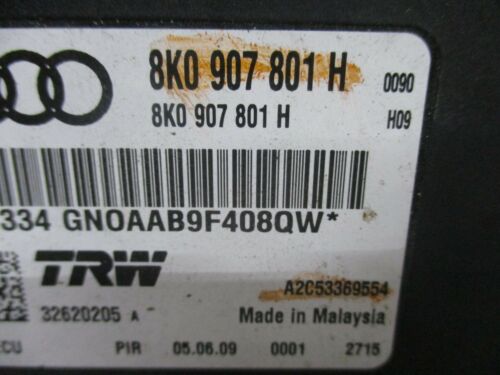 8K0 907 801 H 0090
8K0 907 801 H H09
334 GNOAAB9F408QW*
TRW
A2C53369554
32620205 A Made in Malaysia
ECU PIR 05.06.09 0001 2715